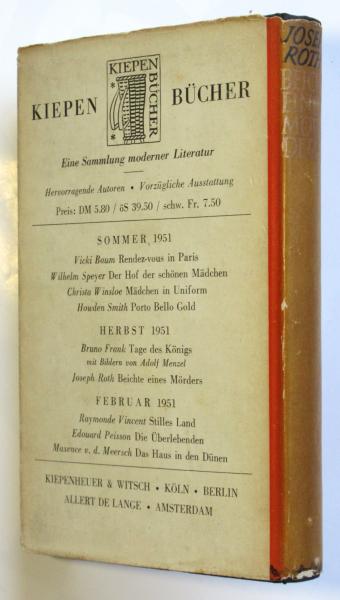 KIEPEN
BÜCHER
KIEPEN BÜCHER
Eine Sammlung moderner Literatur
Hervorragende Autoren • Vorzügliche Ausstattung
Preis: DM 5.80 / öS 39.50 / schw. Fr. 7.50
SOMMER 1951
Vicki Baum Rendez-vous in Paris
Wilhelm Speyer Der Hof der schönen Mädchen
Christa Winsloe Mädchen in Uniform
Howden Smith Porto Bello Gold
HERBST 1951
Bruno Frank Tage des Königs
mit Bildern von Adolf Menzel
Joseph Roth Beichte eines Mörders
FEBRUAR 1951
Raymonde Vincent Stilles Land
Edouard Peisson Die Überlebenden
Maxence v. d. Meersch Das Haus in den Dünen
KIEPENHEUER & WITSCH • KÖLN • BERLIN
ALLERT DE LANGE • AMSTERDAM
JOSE
ROTH